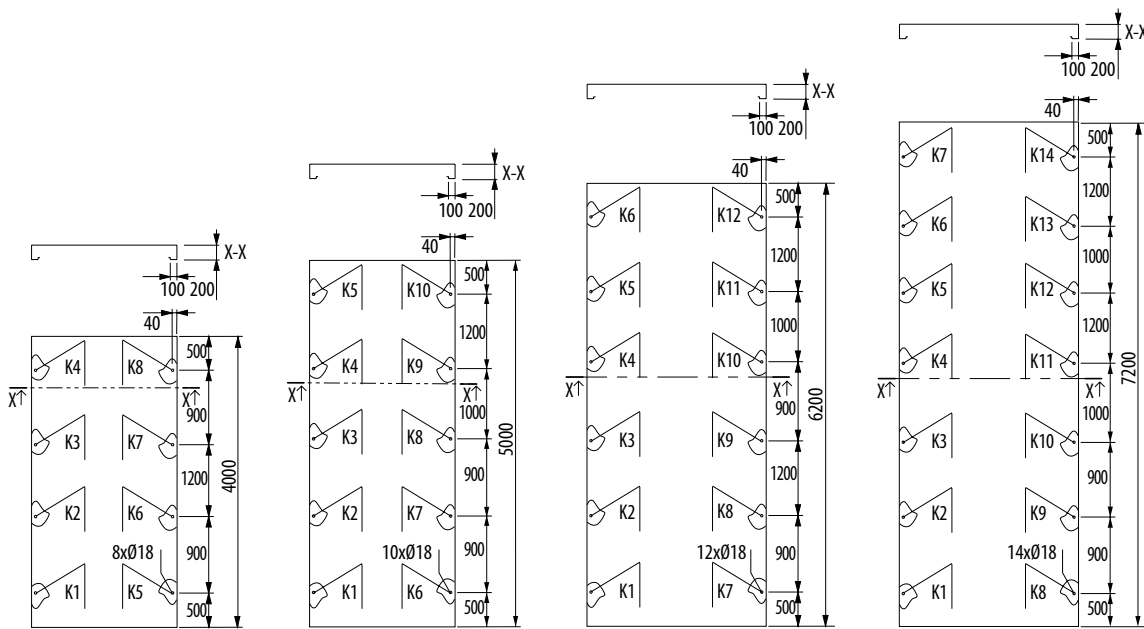 X-X
100 200
40
K4 K8
500
X↑ X↑
900
K3 K7
1200
4000
K2 K6
8xØ18
900
K1 K5
500
X-X
100 200
40
K5 K10
500
1200
K4 K9
X↑ X↑
1000
K3 K8
5000
900
K2 K7
10xØ18
900
K1 K6
500
X-X
100 200
40
K6 K12
500
1200
K5 K11
1000
K4 K10
X↑ X↑
900
6200
K3 K9
1200
K2 K8
12xØ18
900
K1 K7
500
X-X
100 200
40
500
K7 K14
1200
K6 K13
1000
K5 K12
1200
K4 K11
X↑ X↑
7200
1000
K3 K10
900
K2 K9
14xØ18
900
K1 K8
500